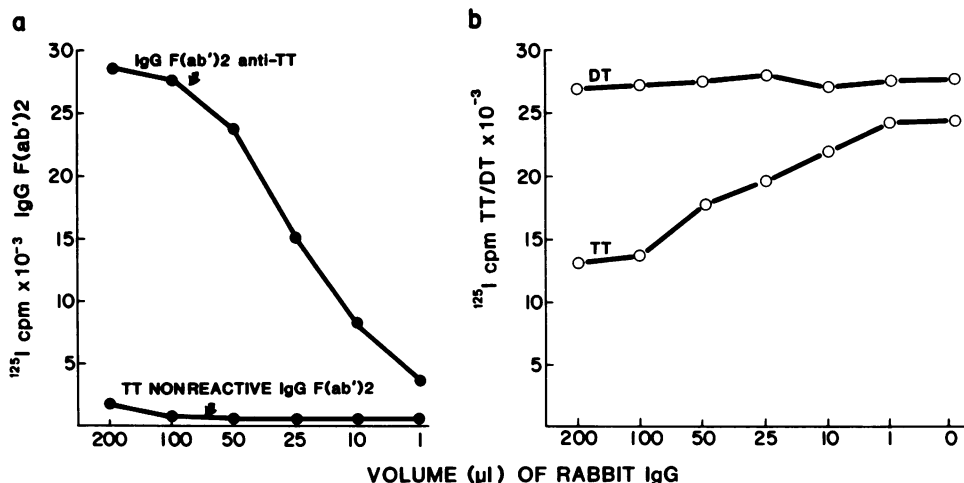 a
IgG F(ab')2 anti-TT
30
25
20
15
10
5
¹²⁵I cpm x10⁻³ IgG F(ab')2
TT NONREACTIVE IgG F(ab')2
200 100 50 25 10 1
b
30
25
20
15
10
5
¹²⁵I cpm TT/DT x10⁻³
DT
TT
200 100 50 25 10 1 0
VOLUME (µl) OF RABBIT IgG